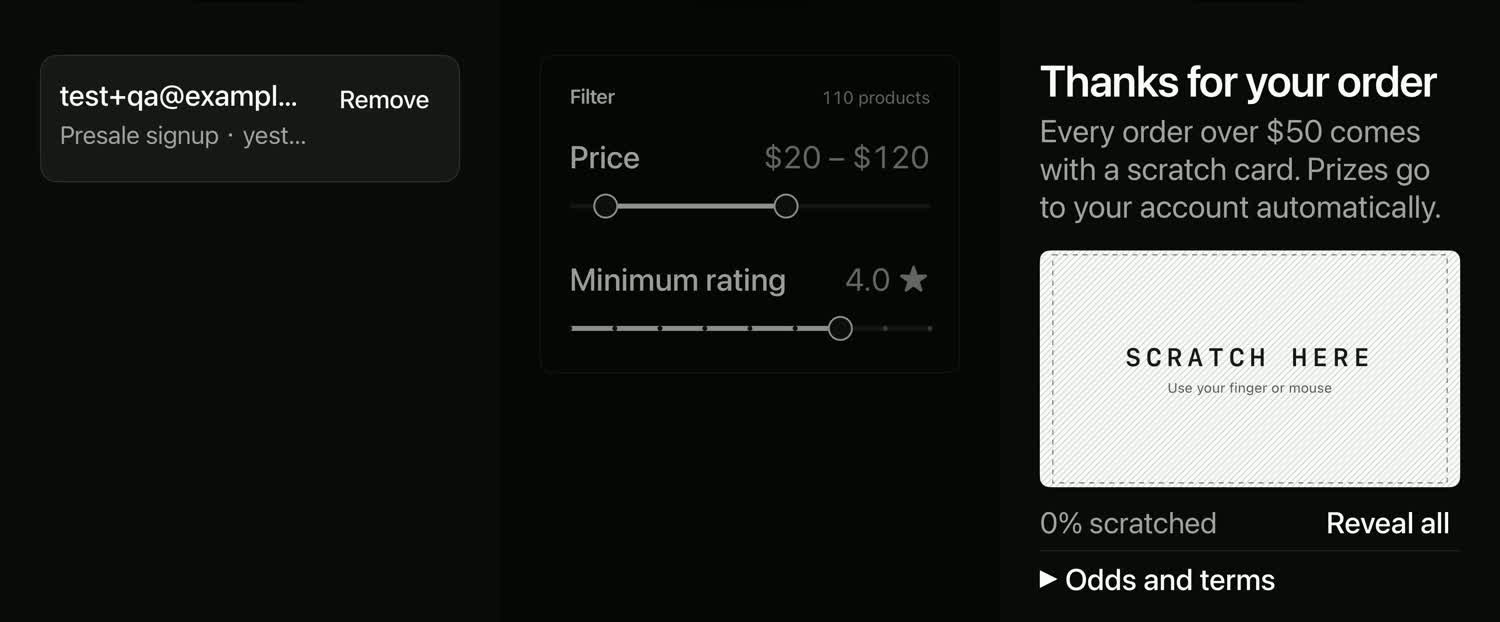 test+qa@exampl...
Remove
Presale signup · yest...
Filter
110 products
Price
$20 – $120
Minimum rating
4.0 ★
Thanks for your order
Every order over $50 comes
with a scratch card. Prizes go
to your account automatically.
SCRATCH HERE
Use your finger or mouse
0% scratched
Reveal all
▶ Odds and terms